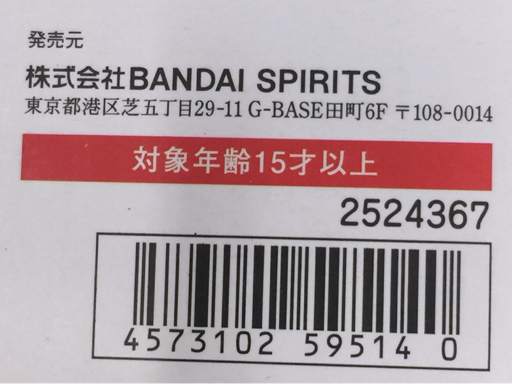 発売元
株式会社BANDAI SPIRITS
東京都港区芝五丁目29-11 G-BASE田町6F 〒108-0014
対象年齢15才以上
2524367
4573102 595140